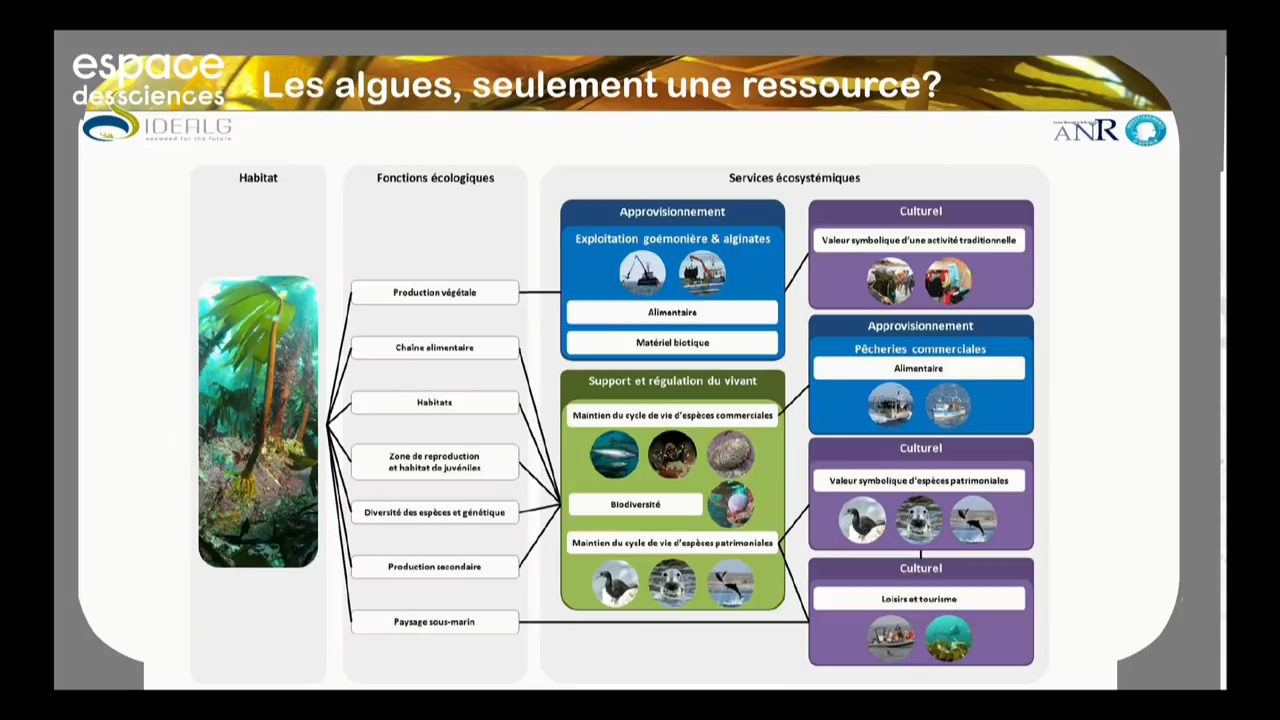 espace
des sciences
Les algues, seulement une ressource?
IDEALG
seaweed for the future
ANR
Habitat
Fonctions écologiques
Production végétale
Chaîne alimentaire
Habitats
Zone de reproduction
et habitat de juvéniles
Diversité des espèces et génétique
Production secondaire
Paysage sous-marin
Services écosystémiques
Approvisionnement
Exploitation goémonière & alginates
Alimentaire
Matériel biotique
Support et régulation du vivant
Maintien du cycle de vie d'espèces commerciales
Biodiversité
Maintien du cycle de vie d'espèces patrimoniales
Culturel
Valeur symbolique d'une activité traditionnelle
Approvisionnement
Pêcheries commerciales
Alimentaire
Culturel
Valeur symbolique d'espèces patrimoniales
Culturel
Loisirs et tourisme